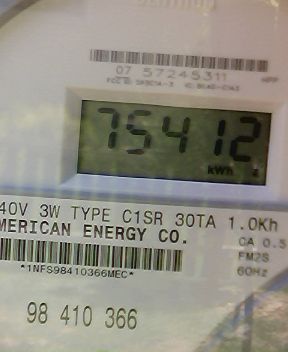 07 57245311
75412
kWh
40V 3W TYPE C1SR 30TA 1.0Kh
MERICAN ENERGY CO.
CA 0.5
FM2S
60Hz
*1NFS98410366MEC*
98 410 366